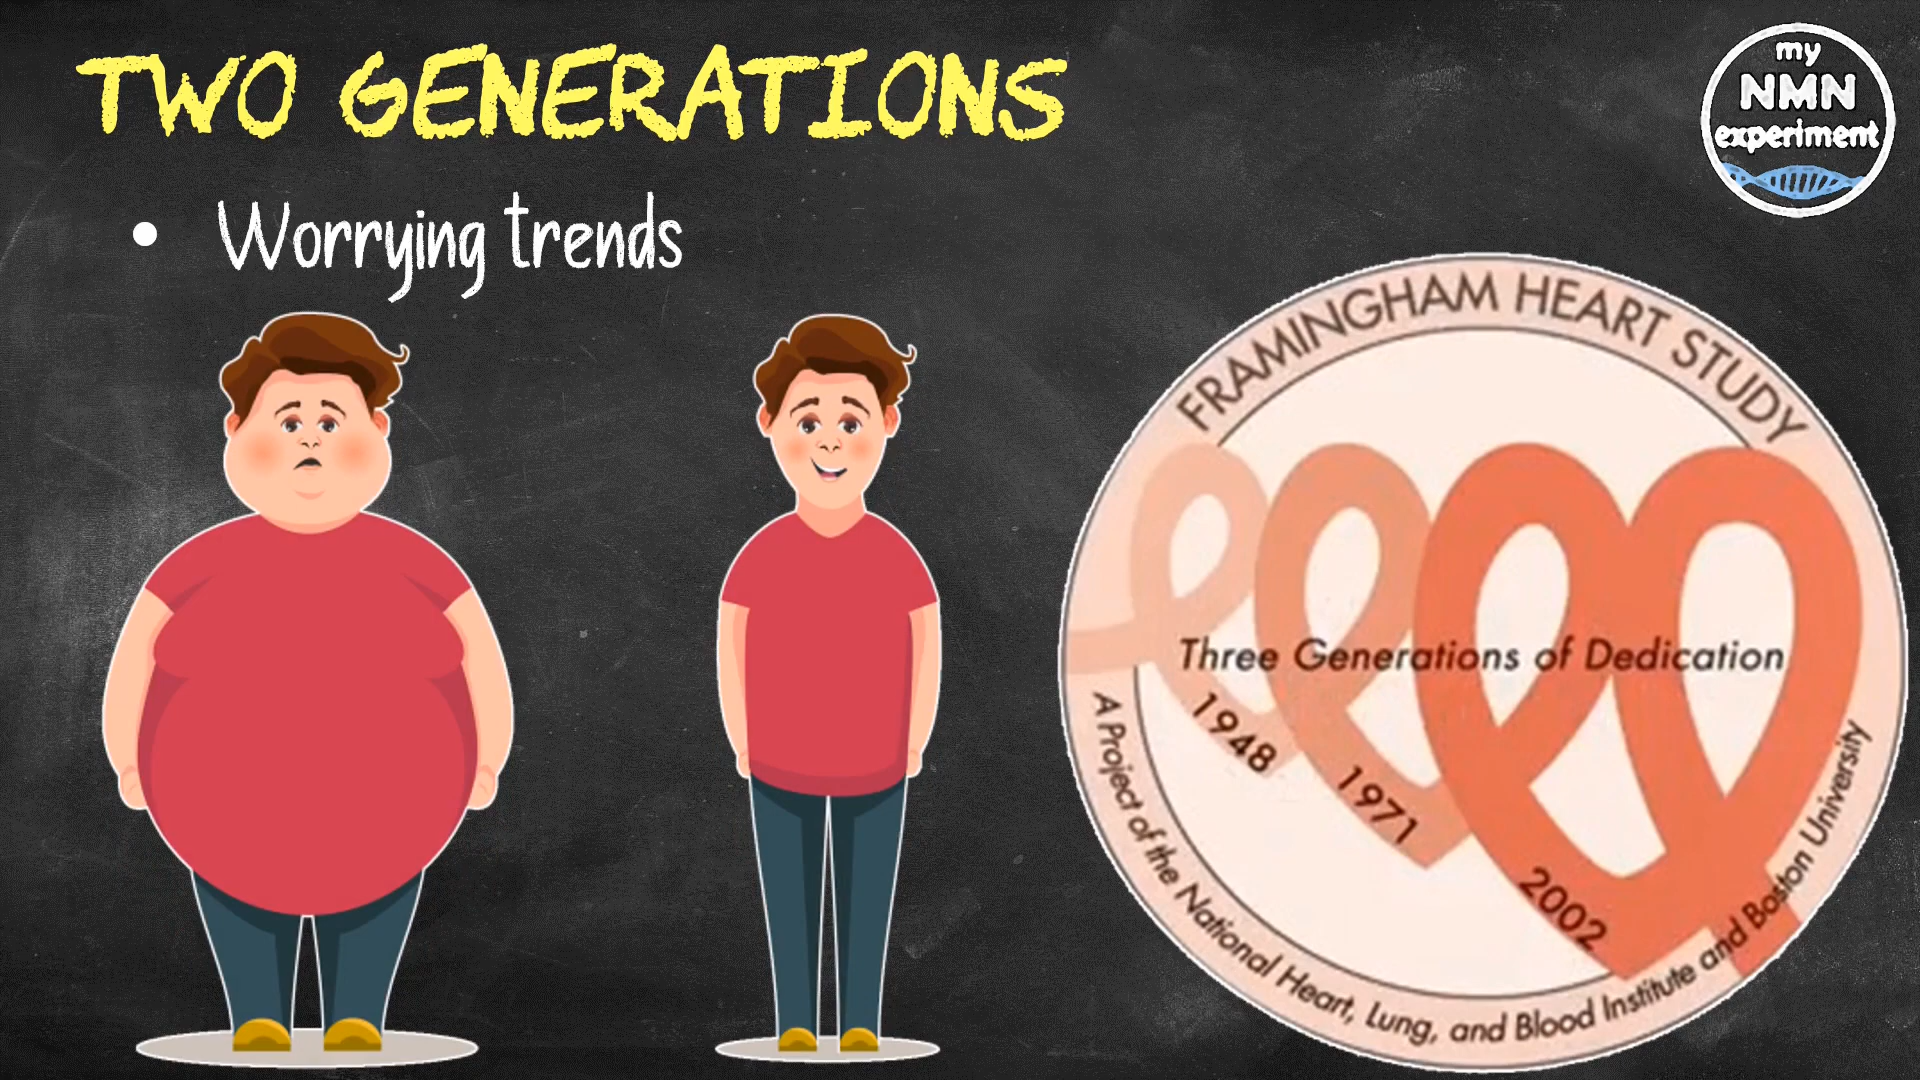 TWO GENERATIONS
my
NMN
experiment
• Worrying trends
FRAMINGHAM HEART STUDY
Three Generations of Dedication
1948
1971
2002
A Project of the National Heart, Lung, and Blood Institute and Boston University